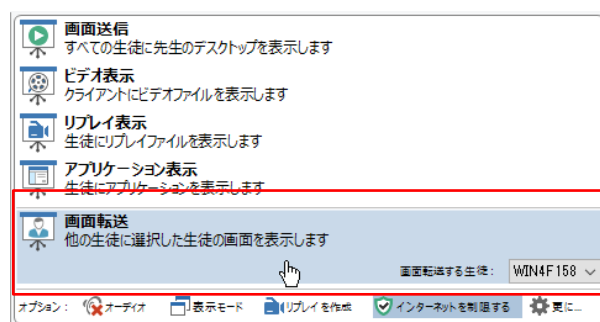 画面送信
すべての生徒に先生のデスクトップを表示します
ビデオ表示
クライアントにビデオファイルを表示します
リプレイ表示
生徒にリプレイファイルを表示します
アプリケーション表示
生徒にアプリケーションを表示します
画面転送
他の生徒に選択した生徒の画面を表示します
画面転送する生徒: WIN4F158
オプション: オーディオ 表示モード リプレイを作成 インターネットを制限する 更に...